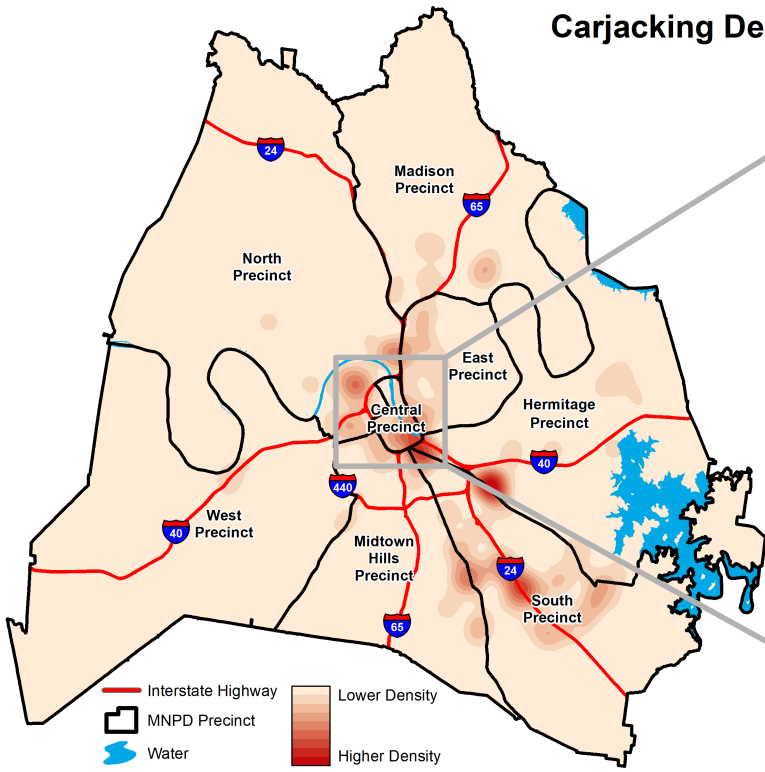 Carjacking De
24
Madison
Precinct
65
North
Precinct
East
Precinct
Central
Precinct
Hermitage
Precinct
40
440
West
Precinct
40
Midtown
Hills
Precinct
24
South
Precinct
65
Interstate Highway
MNPD Precinct
Water
Lower Density
Higher Density